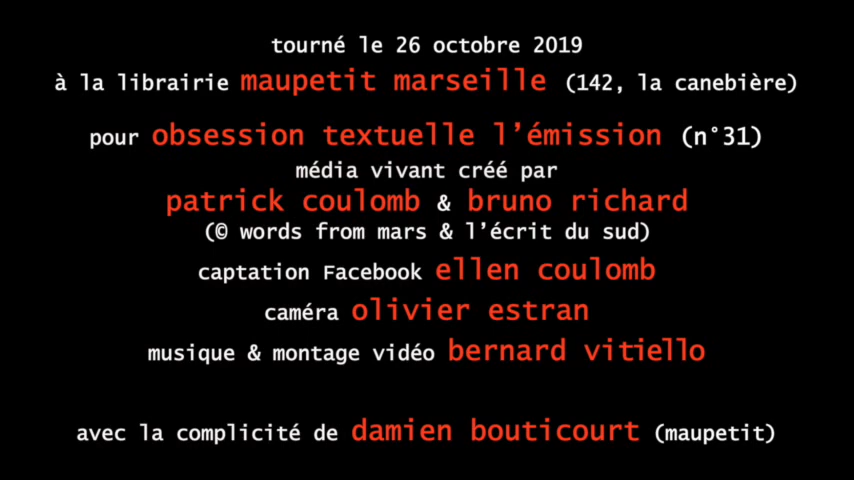 tourné le 26 octobre 2019
à la librairie maupetit marseille (142, la canebière)
pour obsession textuelle l'émission (n°31)
média vivant créé par
patrick coulomb & bruno richard
(© words from mars & l'écrit du sud)
captation Facebook ellen coulomb
caméra olivier estran
musique & montage vidéo bernard vitiello
avec la complicité de damien bouticourt (maupetit)